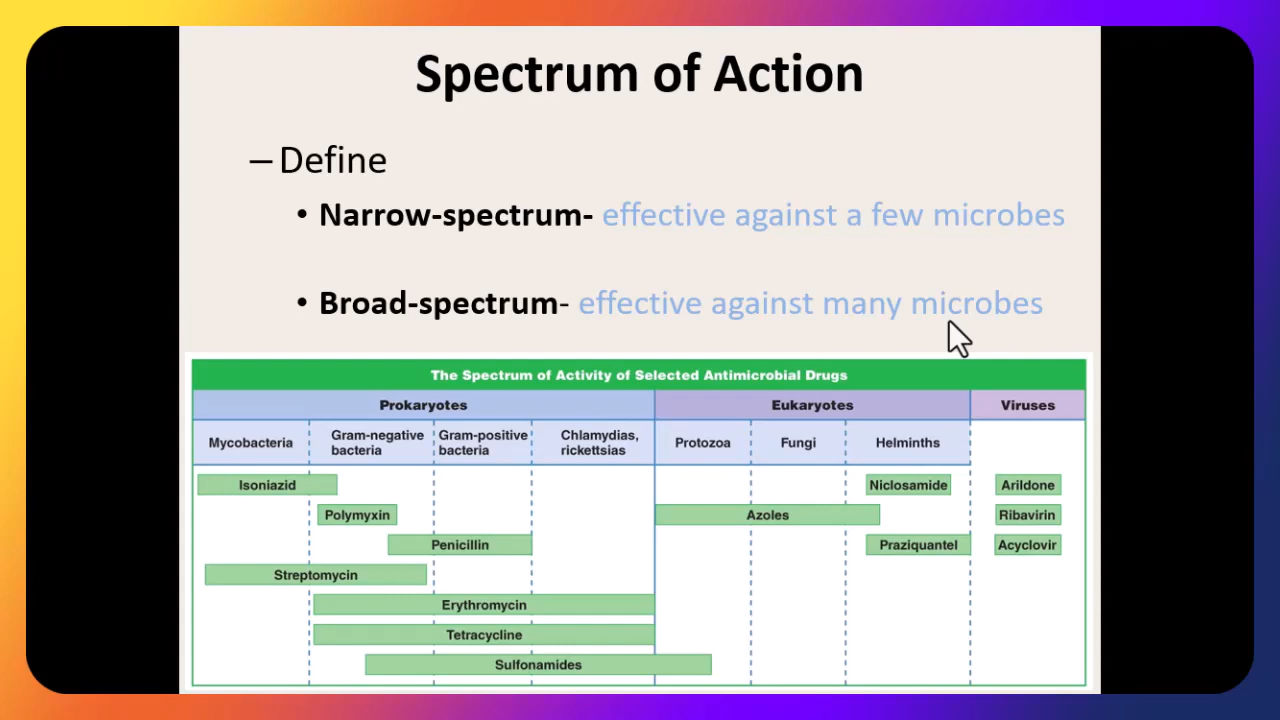 Spectrum of Action
– Define
• Narrow-spectrum- effective against a few microbes
• Broad-spectrum- effective against many microbes
The Spectrum of Activity of Selected Antimicrobial Drugs
Prokaryotes Eukaryotes Viruses
Mycobacteria Gram-negative bacteria Gram-positive bacteria Chlamydias, rickettsias Protozoa Fungi Helminths
Isoniazid Niclosamide Arildone
Polymyxin Azoles Ribavirin
Penicillin Praziquantel Acyclovir
Streptomycin
Erythromycin
Tetracycline
Sulfonamides